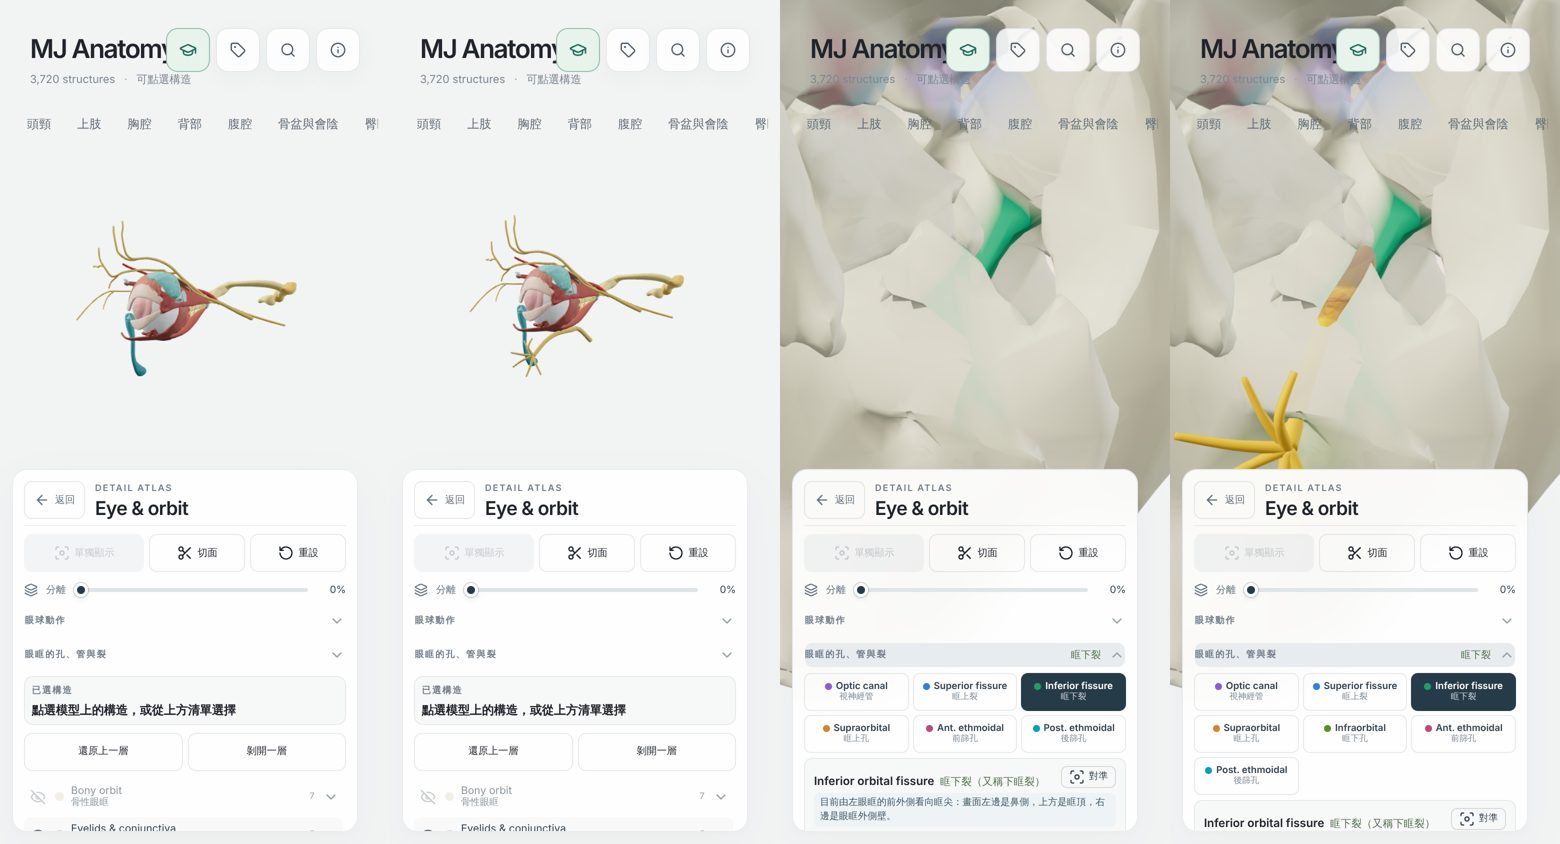 MJ Anatomy
3,720 structures · 可點選構造
頭頸 上肢 胸腔 背部 腹腔 骨盆與會陰 臀
DETAIL ATLAS
返回
Eye & orbit
單獨顯示 切面 重設
分離 0%
眼球動作
眼眶的孔、管與裂
已選構造
點選模型上的構造，或從上方清單選擇
還原上一層 剝開一層
Bony orbit 7
骨性眼眶
Eyelids & conjunctiva
MJ Anatomy
3,720 structures · 可點選構造
頭頸 上肢 胸腔 背部 腹腔 骨盆與會陰 臀
DETAIL ATLAS
返回
Eye & orbit
單獨顯示 切面 重設
分離 0%
眼球動作
眼眶的孔、管與裂
已選構造
點選模型上的構造，或從上方清單選擇
還原上一層 剝開一層
Bony orbit 7
骨性眼眶
Eyelids & conjunctiva
MJ Anatomy
3,720 structures · 可點選構造
頭頸 上肢 胸腔 背部 腹腔 骨盆與會陰 臀
DETAIL ATLAS
返回
Eye & orbit
單獨顯示 切面 重設
分離 0%
眼球動作
眼眶的孔、管與裂 眶下裂
Optic canal Superior fissure Inferior fissure
視神經管 眶上裂 眶下裂
Supraorbital Ant. ethmoidal Post. ethmoidal
眶上孔 前篩孔 後篩孔
Inferior orbital fissure 眶下裂（又稱下眶裂） 對準
目前由左眼眶的前外側看向眶尖：畫面左邊是鼻側，上方是眶頂，右
邊是眼眶外側壁。
MJ Anatomy
3,720 structures · 可點選構造
頭頸 上肢 胸腔 背部 腹腔 骨盆與會陰 臀
DETAIL ATLAS
返回
Eye & orbit
單獨顯示 切面 重設
分離 0%
眼球動作
眼眶的孔、管與裂 眶下裂
Optic canal Superior fissure Inferior fissure
視神經管 眶上裂 眶下裂
Supraorbital Infraorbital Ant. ethmoidal
眶上孔 眶下孔 前篩孔
Post. ethmoidal
後篩孔
Inferior orbital fissure 眶下裂（又稱下眶裂） 對準